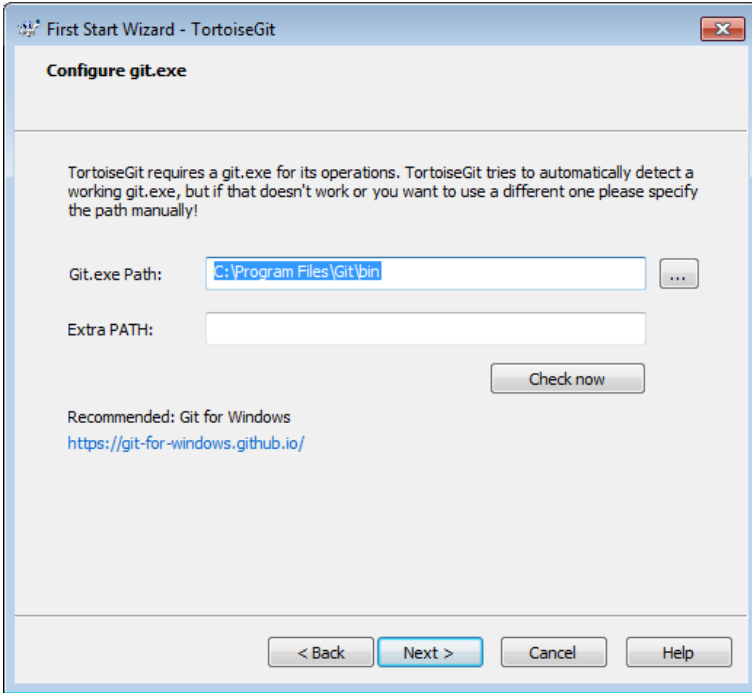 First Start Wizard - TortoiseGit
Configure git.exe
TortoiseGit requires a git.exe for its operations. TortoiseGit tries to automatically detect a
working git.exe, but if that doesn't work or you want to use a different one please specify
the path manually!
Git.exe Path: C:\Program Files\Git\bin ...
Extra PATH:
Check now
Recommended: Git for Windows
https://git-for-windows.github.io/
< Back Next > Cancel Help